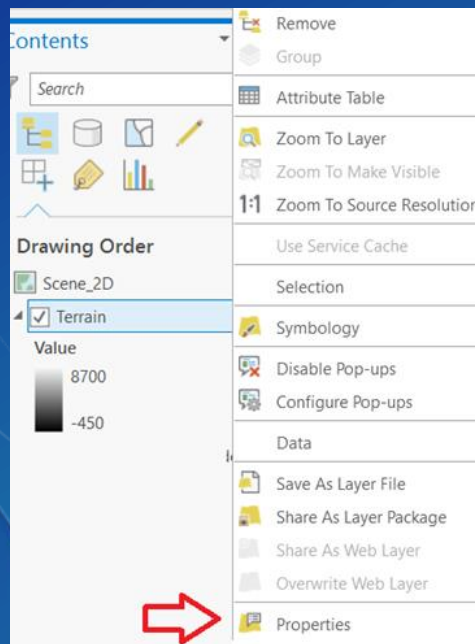 Contents
Search
Drawing Order
Scene_2D
Terrain
Value
8700
-450
Remove
Group
Attribute Table
Zoom To Layer
Zoom To Make Visible
1:1 Zoom To Source Resolution
Use Service Cache
Selection
Symbology
Disable Pop-ups
Configure Pop-ups
Data
Save As Layer File
Share As Layer Package
Share As Web Layer
Overwrite Web Layer
Properties